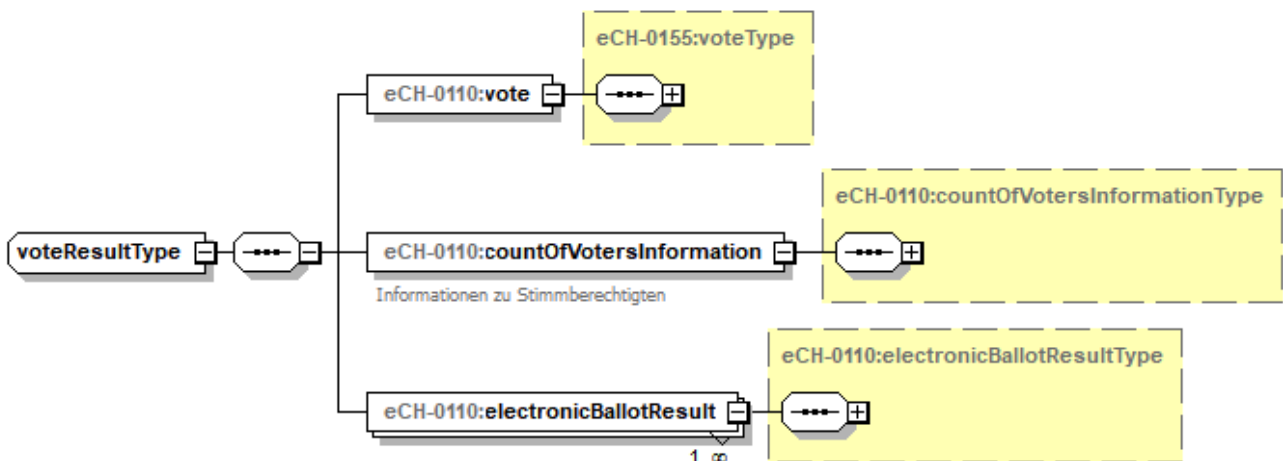 eCH-0155:voteType
eCH-0110:vote
eCH-0110:countOfVotersInformationType
voteResultType
eCH-0110:countOfVotersInformation
Informationen zu Stimmberechtigten
eCH-0110:electronicBallotResultType
eCH-0110:electronicBallotResult
1..∞